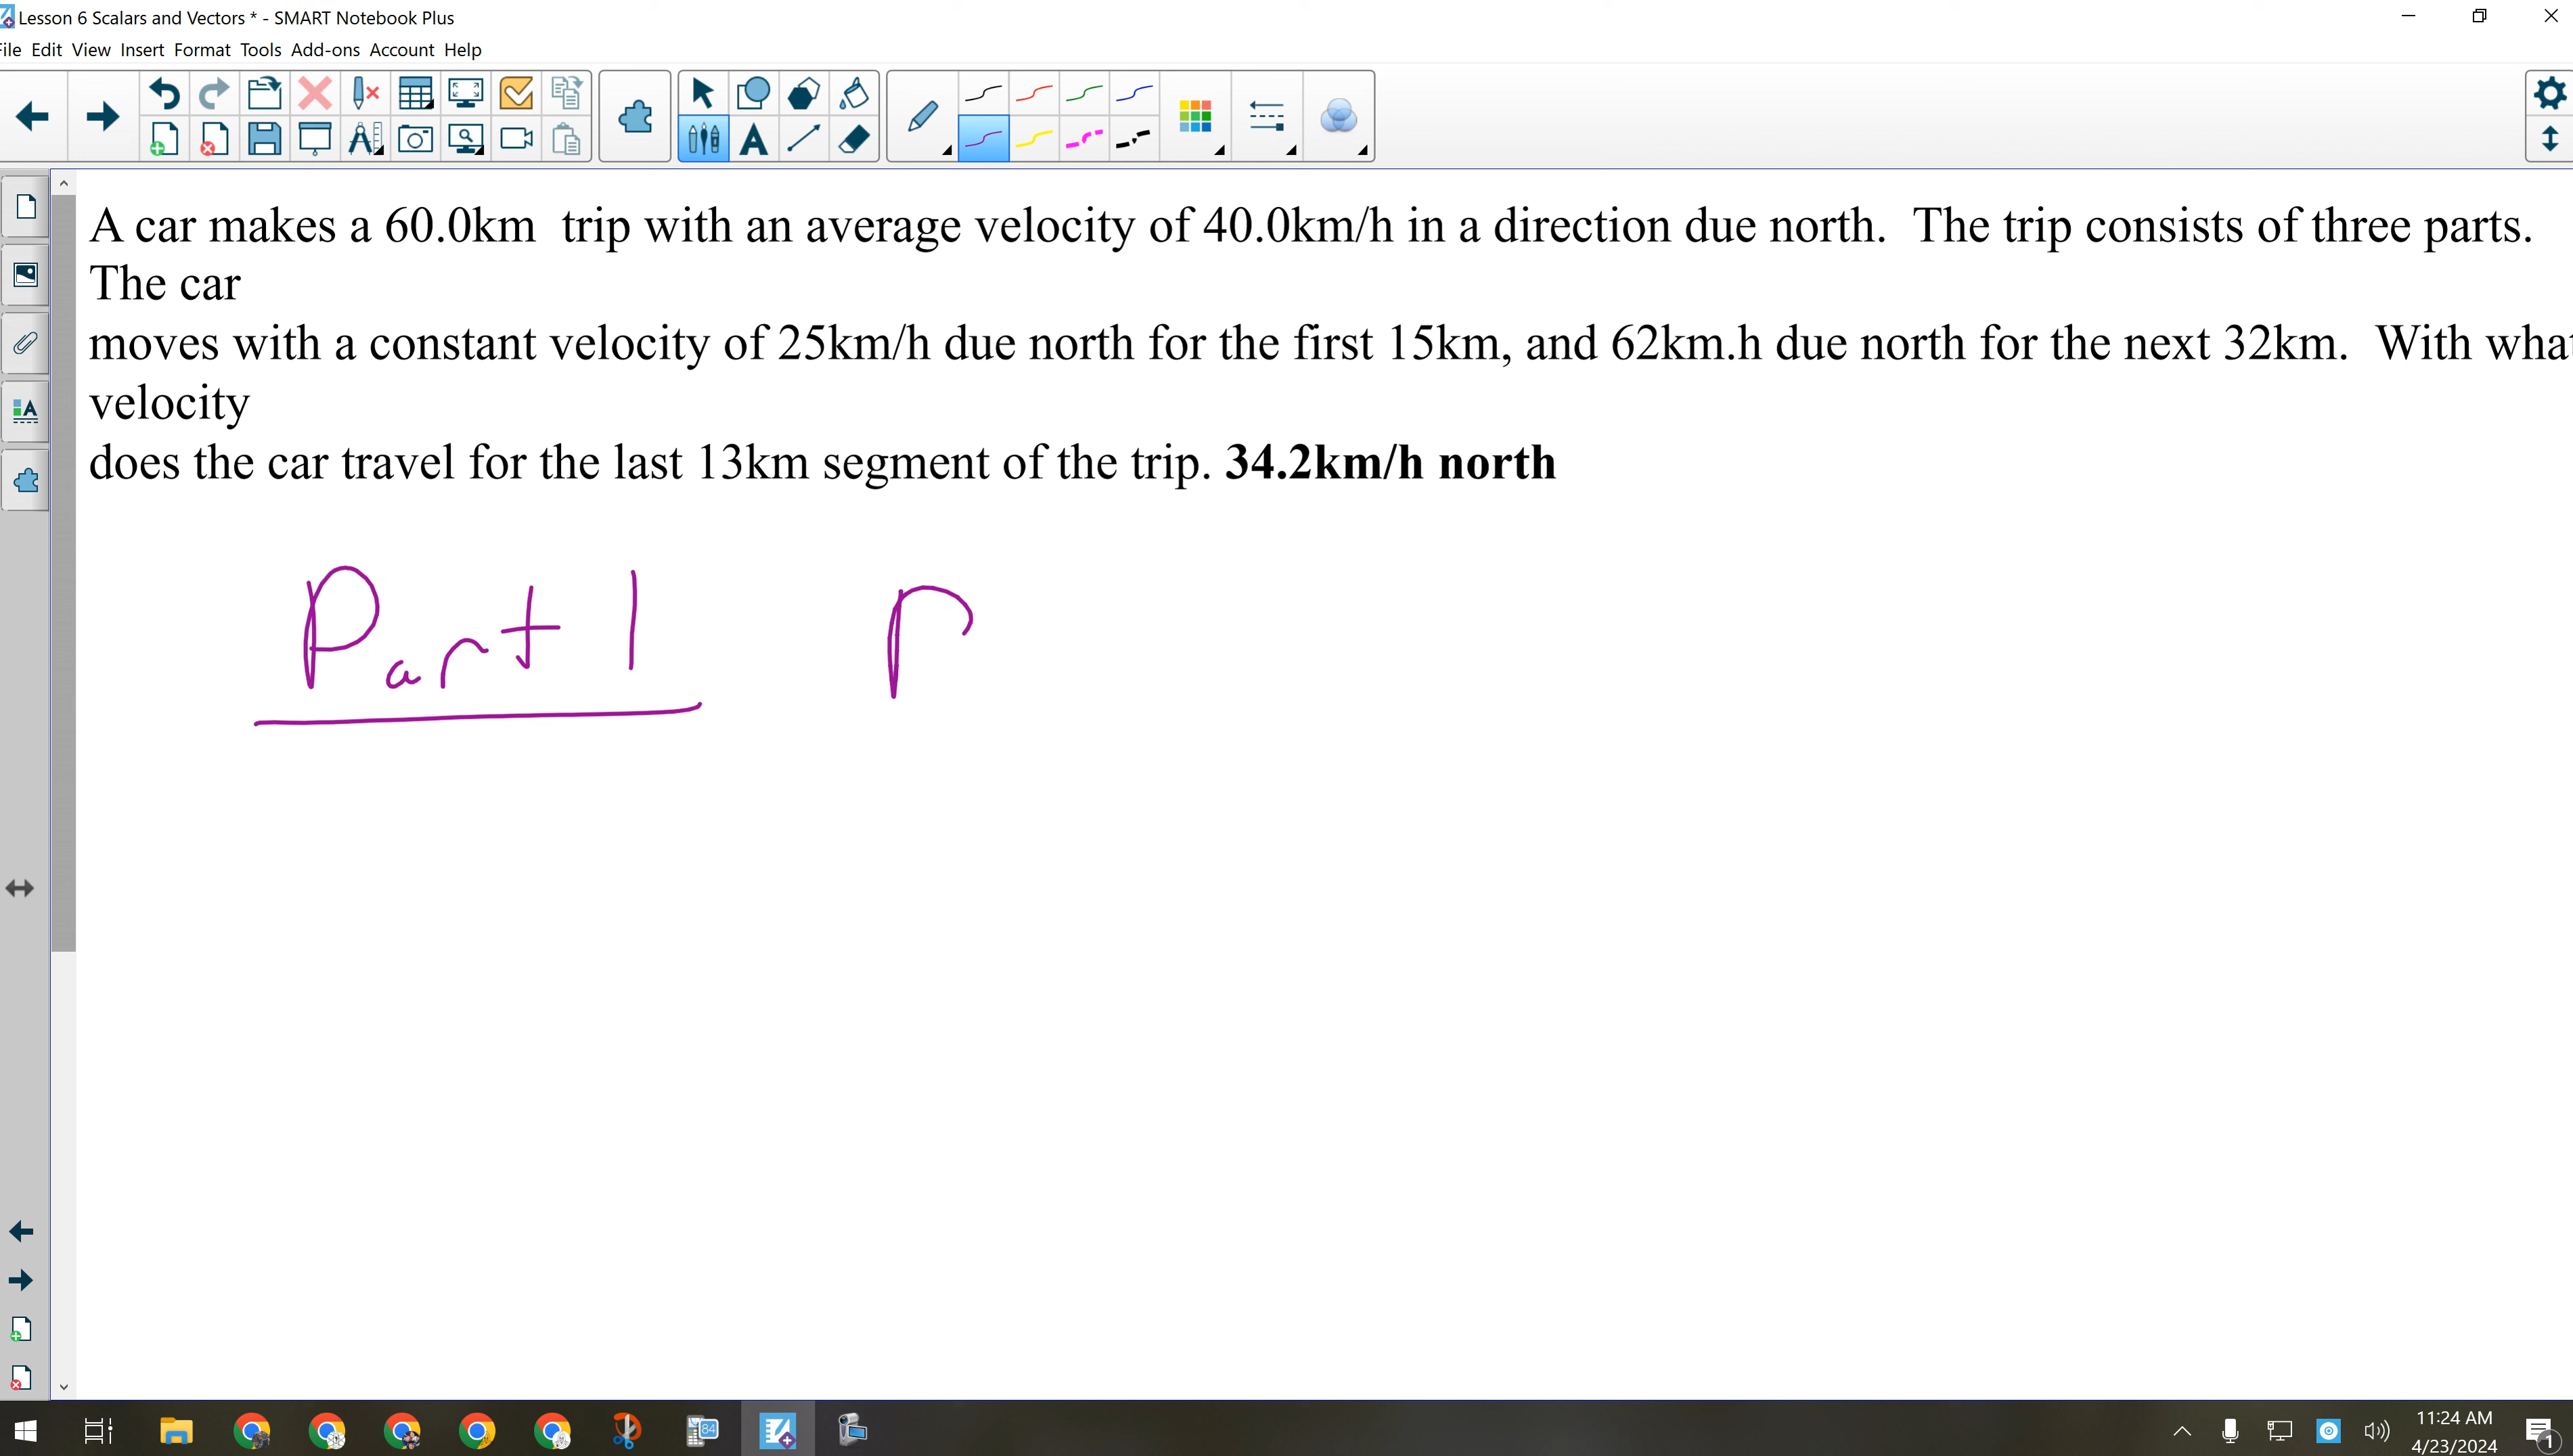 Lesson 6 Scalars and Vectors * - SMART Notebook Plus
File Edit View Insert Format Tools Add-ons Account Help
A car makes a 60.0km  trip with an average velocity of 40.0km/h in a direction due north.  The trip consists of three parts.
The car
moves with a constant velocity of 25km/h due north for the first 15km, and 62km.h due north for the next 32km.  With what
velocity
does the car travel for the last 13km segment of the trip. 34.2km/h north
Part 1
84
11:24 AM
4/23/2024
1